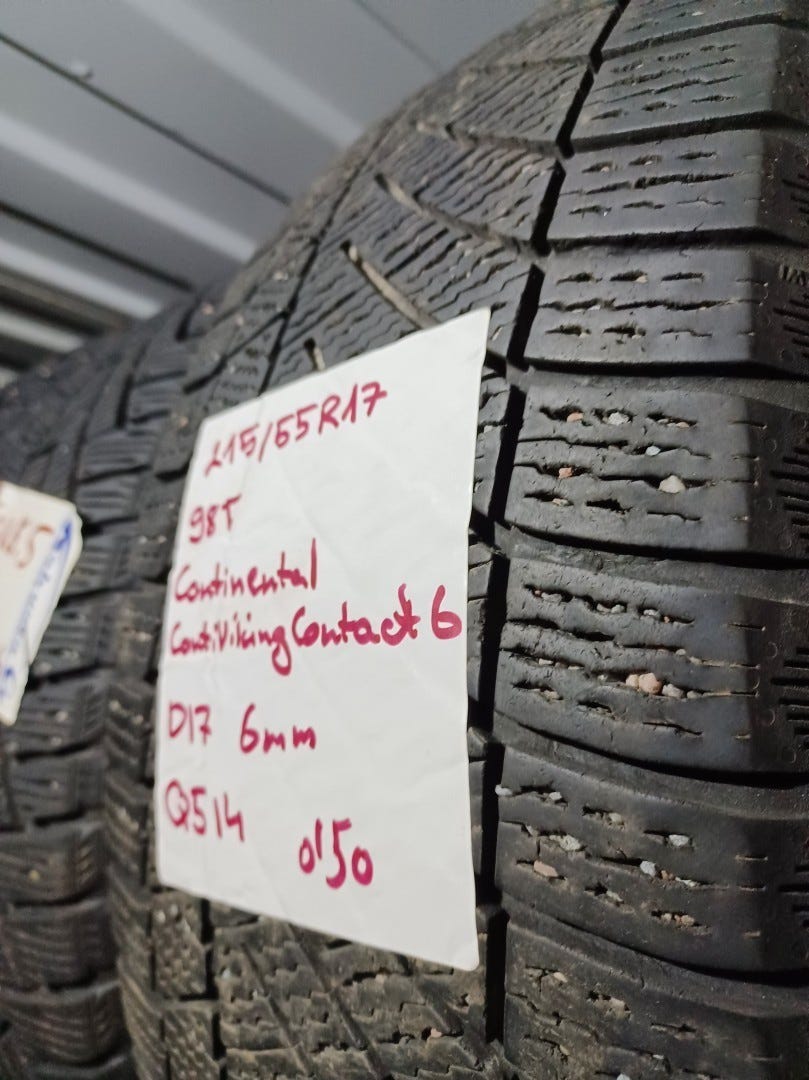 215/55R17
98T
Continental
ContiVikingContact 6
D17 6mm
Q514
0'50